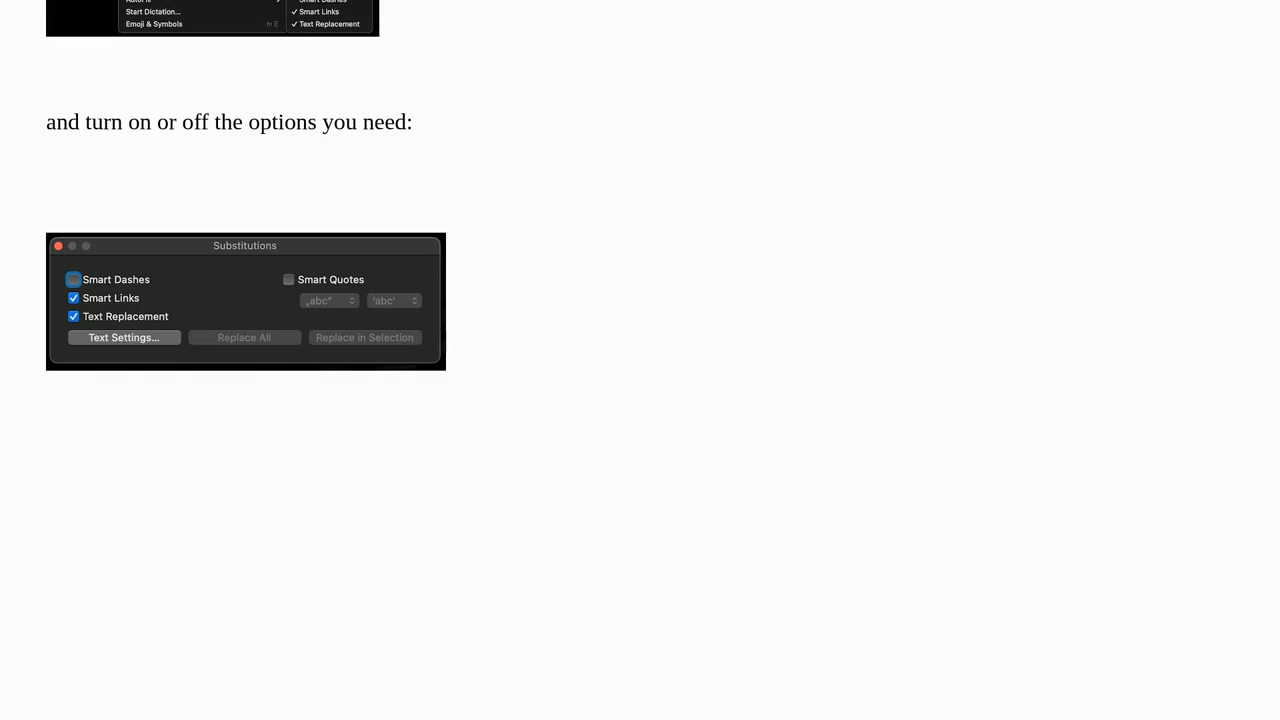 Start Dictation...
fn E
Emoji & Symbols
Smart Links
Text Replacement
and turn on or off the options you need:
Substitutions
Smart Dashes
Smart Quotes
Smart Links
„abc“
'abc'
Text Replacement
Text Settings...
Replace All
Replace in Selection